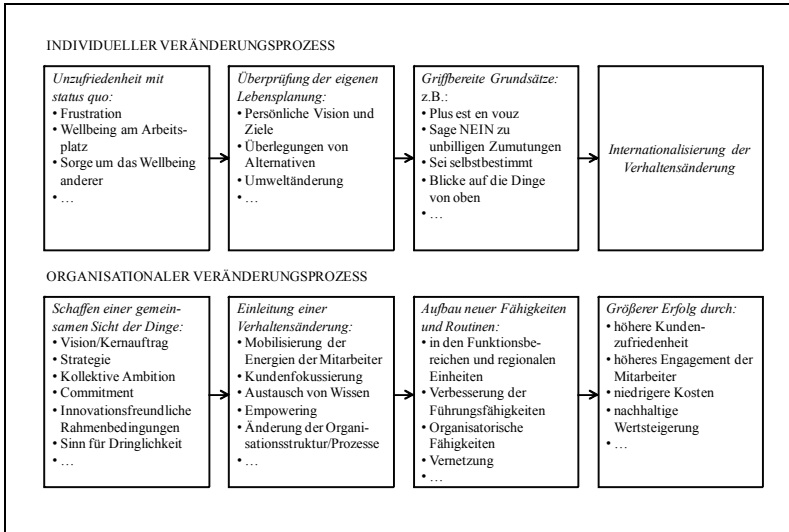 INDIVIDUELLER VERÄNDERUNGSPROZESS
Unzufriedenheit mit
status quo:
• Frustration
• Wellbeing am Arbeits-
platz
• Sorge um das Wellbeing
anderer
• …
Überprüfung der eigenen
Lebensplanung:
• Persönliche Vision und
Ziele
• Überlegungen von
Alternativen
• Umweltänderung
• …
Griffbereite Grundsätze:
z.B.:
• Plus est en vouz
• Sage NEIN zu
unbilligen Zumutungen
• Sei selbstbestimmt
• Blicke auf die Dinge
von oben
• …
Internationalisierung der
Verhaltensänderung
ORGANISATIONALER VERÄNDERUNGSPROZESS
Schaffen einer gemein-
samen Sicht der Dinge:
• Vision/Kernauftrag
• Strategie
• Kollektive Ambition
• Commitment
• Innovationsfreundliche
Rahmenbedingungen
• Sinn für Dringlichkeit
• …
Einleitung einer
Verhaltensänderung:
• Mobilisierung der
Energien der Mitarbeiter
• Kundenfokussierung
• Austausch von Wissen
• Empowering
• Änderung der Organi-
sationsstruktur/Prozesse
• …
Aufbau neuer Fähigkeiten
und Routinen:
• in den Funktionsbe-
reichen und regionalen
Einheiten
• Verbesserung der
Führungsfähigkeiten
• Organisatorische
Fähigkeiten
• Vernetzung
• …
Größerer Erfolg durch:
• höhere Kunden-
zufriedenheit
• höheres Engagement der
Mitarbeiter
• niedrigere Kosten
• nachhaltige
Wertsteigerung
• …